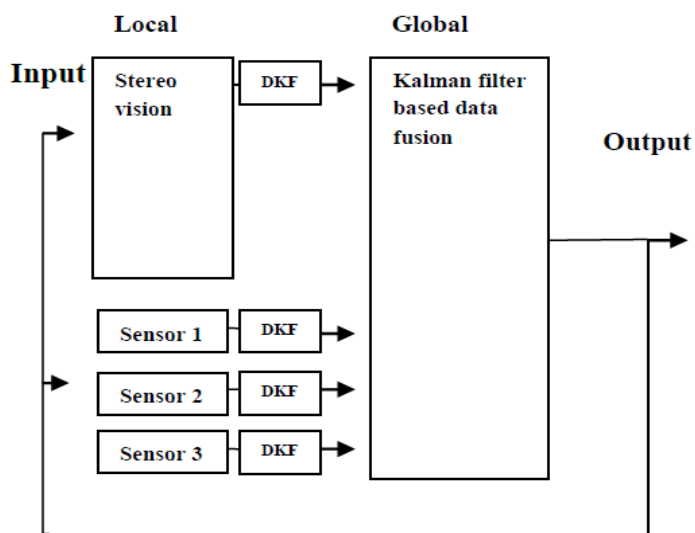 Local
Global
Input
Stereo
vision
DKF
Kalman filter
based data
fusion
Output
Sensor 1
DKF
Sensor 2
DKF
Sensor 3
DKF